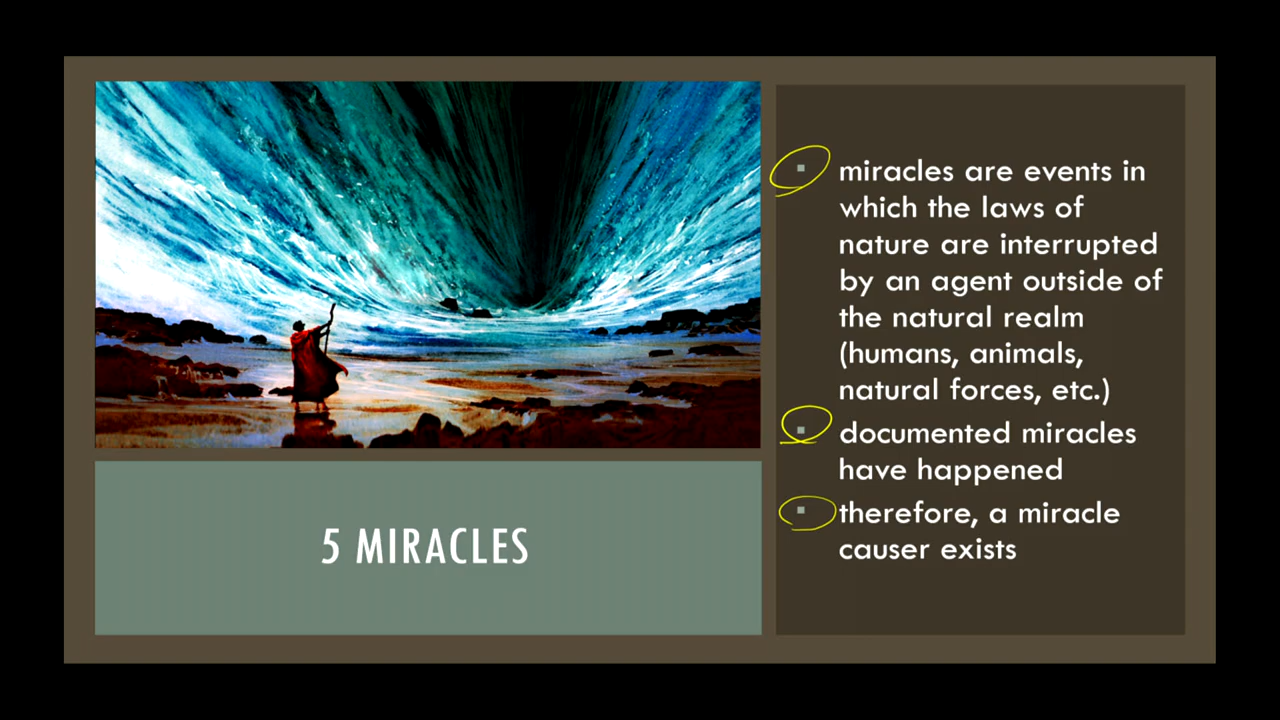 5 MIRACLES
miracles are events in
which the laws of
nature are interrupted
by an agent outside of
the natural realm
(humans, animals,
natural forces, etc.)
documented miracles
have happened
therefore, a miracle
causer exists